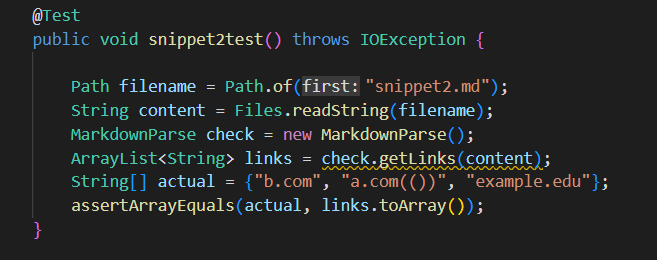 @Test
public void snippet2test() throws IOException {
Path filename = Path.of(first: "snippet2.md");
String content = Files.readString(filename);
MarkdownParse check = new MarkdownParse();
ArrayList<String> links = check.getLinks(content);
String[] actual = {"b.com", "a.com(())", "example.edu"};
assertArrayEquals(actual, links.toArray());
}